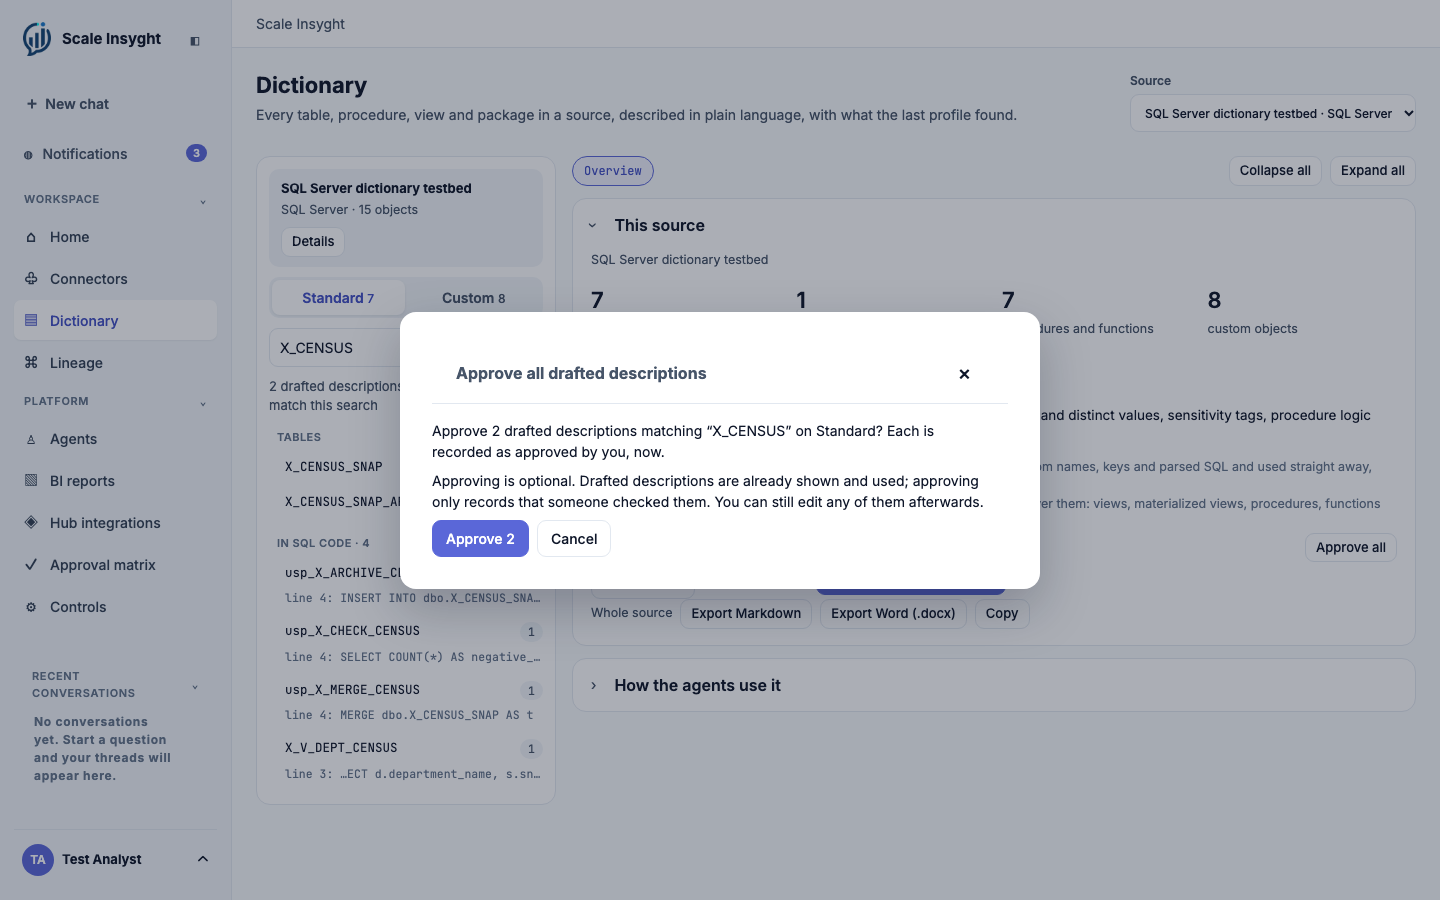 Scale Insyght
Scale Insyght
+ New chat
Notifications 3
WORKSPACE
Home
Connectors
Dictionary
Lineage
PLATFORM
Agents
BI reports
Hub integrations
Approval matrix
Controls
RECENT
CONVERSATIONS
No conversations
yet. Start a question
and your threads will
appear here.
TA Test Analyst
Dictionary
Every table, procedure, view and package in a source, described in plain language, with what the last profile found.
Source
SQL Server dictionary testbed · SQL Server
SQL Server dictionary testbed
SQL Server · 15 objects
Details
Standard 7 Custom 8
X_CENSUS
2 drafted descriptions
match this search
TABLES
X_CENSUS_SNAP
X_CENSUS_SNAP_A
IN SQL CODE · 4
usp_X_ARCHIVE_C
line 4: INSERT INTO dbo.X_CENSUS_SNA…
usp_X_CHECK_CENSUS 1
line 4: SELECT COUNT(*) AS negative_…
usp_X_MERGE_CENSUS 1
line 4: MERGE dbo.X_CENSUS_SNAP AS t
X_V_DEPT_CENSUS 1
line 3: …ECT d.department_name, s.sn…
Overview
Collapse all Expand all
This source
SQL Server dictionary testbed
7 1 7 8
dures and functions custom objects
and distinct values, sensitivity tags, procedure logic
om names, keys and parsed SQL and used straight away,
er them: views, materialized views, procedures, functions
Approve all
Whole source Export Markdown Export Word (.docx) Copy
How the agents use it
Approve all drafted descriptions
Approve 2 drafted descriptions matching “X_CENSUS” on Standard? Each is
recorded as approved by you, now.
Approving is optional. Drafted descriptions are already shown and used; approving
only records that someone checked them. You can still edit any of them afterwards.
Approve 2 Cancel